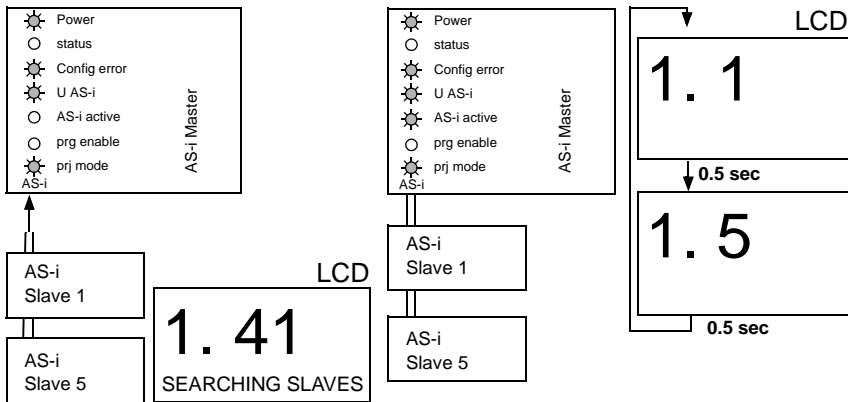 Power
status
Config error
U AS-i
AS-i active
prg enable
prj mode
AS-i
AS-i Master
AS-i
Slave 1
AS-i
Slave 5
LCD
1. 41
SEARCHING SLAVES
Power
status
Config error
U AS-i
AS-i active
prg enable
prj mode
AS-i
AS-i Master
AS-i
Slave 1
AS-i
Slave 5
LCD
1. 1
0.5 sec
1. 5
0.5 sec